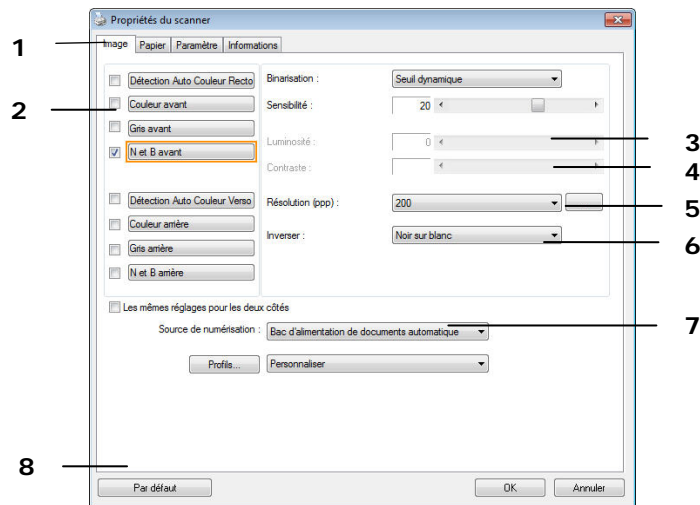 Propriétés du scanner
1
Image Papier Paramètre Informations
2
Détection Auto Couleur Recto
Couleur avant
Gris avant
N et B avant
Détection Auto Couleur Verso
Couleur arrière
Gris arrière
N et B arrière
Binarisation : Seuil dynamique
Sensibilité : 20
Luminosité : 0
3
Contraste :
4
Résolution (ppp) : 200
5
Inverser : Noir sur blanc
6
Les mêmes réglages pour les deux côtés
Source de numérisation : Bac d'alimentation de documents automatique
7
Profils... Personnaliser
8
Par défaut OK Annuler